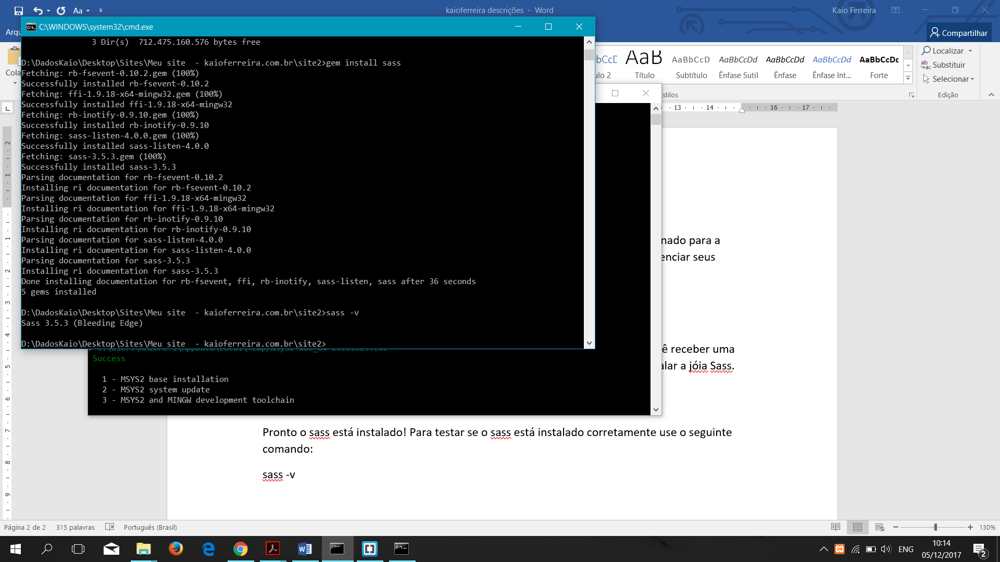 Aa
kaioferreira descrições - Word
Kaio Ferreira
C:\WINDOWS\system32\cmd.exe
Compartilhar
3 Dir(s)  712.475.160.576 bytes free
D:\DadosKaio\Desktop\Sites\Meu site  - kaioferreira.com.br\site2>gem install sass
Fetching: rb-fsevent-0.10.2.gem (100%)
Successfully installed rb-fsevent-0.10.2
Fetching: ffi-1.9.18-x64-mingw32.gem (100%)
Successfully installed ffi-1.9.18-x64-mingw32
Fetching: rb-inotify-0.9.10.gem (100%)
Successfully installed rb-inotify-0.9.10
Fetching: sass-listen-4.0.0.gem (100%)
Successfully installed sass-listen-4.0.0
Fetching: sass-3.5.3.gem (100%)
Successfully installed sass-3.5.3
Parsing documentation for rb-fsevent-0.10.2
Installing ri documentation for rb-fsevent-0.10.2
Parsing documentation for ffi-1.9.18-x64-mingw32
Installing ri documentation for ffi-1.9.18-x64-mingw32
Parsing documentation for rb-inotify-0.9.10
Installing ri documentation for rb-inotify-0.9.10
Parsing documentation for sass-listen-4.0.0
Installing ri documentation for sass-listen-4.0.0
Parsing documentation for sass-3.5.3
Installing ri documentation for sass-3.5.3
Done installing documentation for rb-fsevent, ffi, rb-inotify, sass-listen, sass after 36 seconds
5 gems installed
D:\DadosKaio\Desktop\Sites\Meu site  - kaioferreira.com.br\site2>sass -v
Sass 3.5.3 (Bleeding Edge)
D:\DadosKaio\Desktop\Sites\Meu site  - kaioferreira.com.br\site2>
Success
1 - MSYS2 base installation
2 - MSYS2 system update
3 - MSYS2 and MINGW development toolchain
AaB AaBbCcD AaBbCcDd AaBbCcDd AaBbCcDd AaBbCcDc
Título Subtítulo Ênfase Sutil Ênfase Ênfase Int... Forte
Localizar
Substituir
Selecionar
Edição
13 14 16 17
nado para a
enciar seus
ê receber uma
alar a jóia Sass.
Pronto o sass está instalado! Para testar se o sass está instalado corretamente use o seguinte
comando:
sass -v
Página 2 de 2 315 palavras Português (Brasil)
130%
ENG
10:14
05/12/2017
2